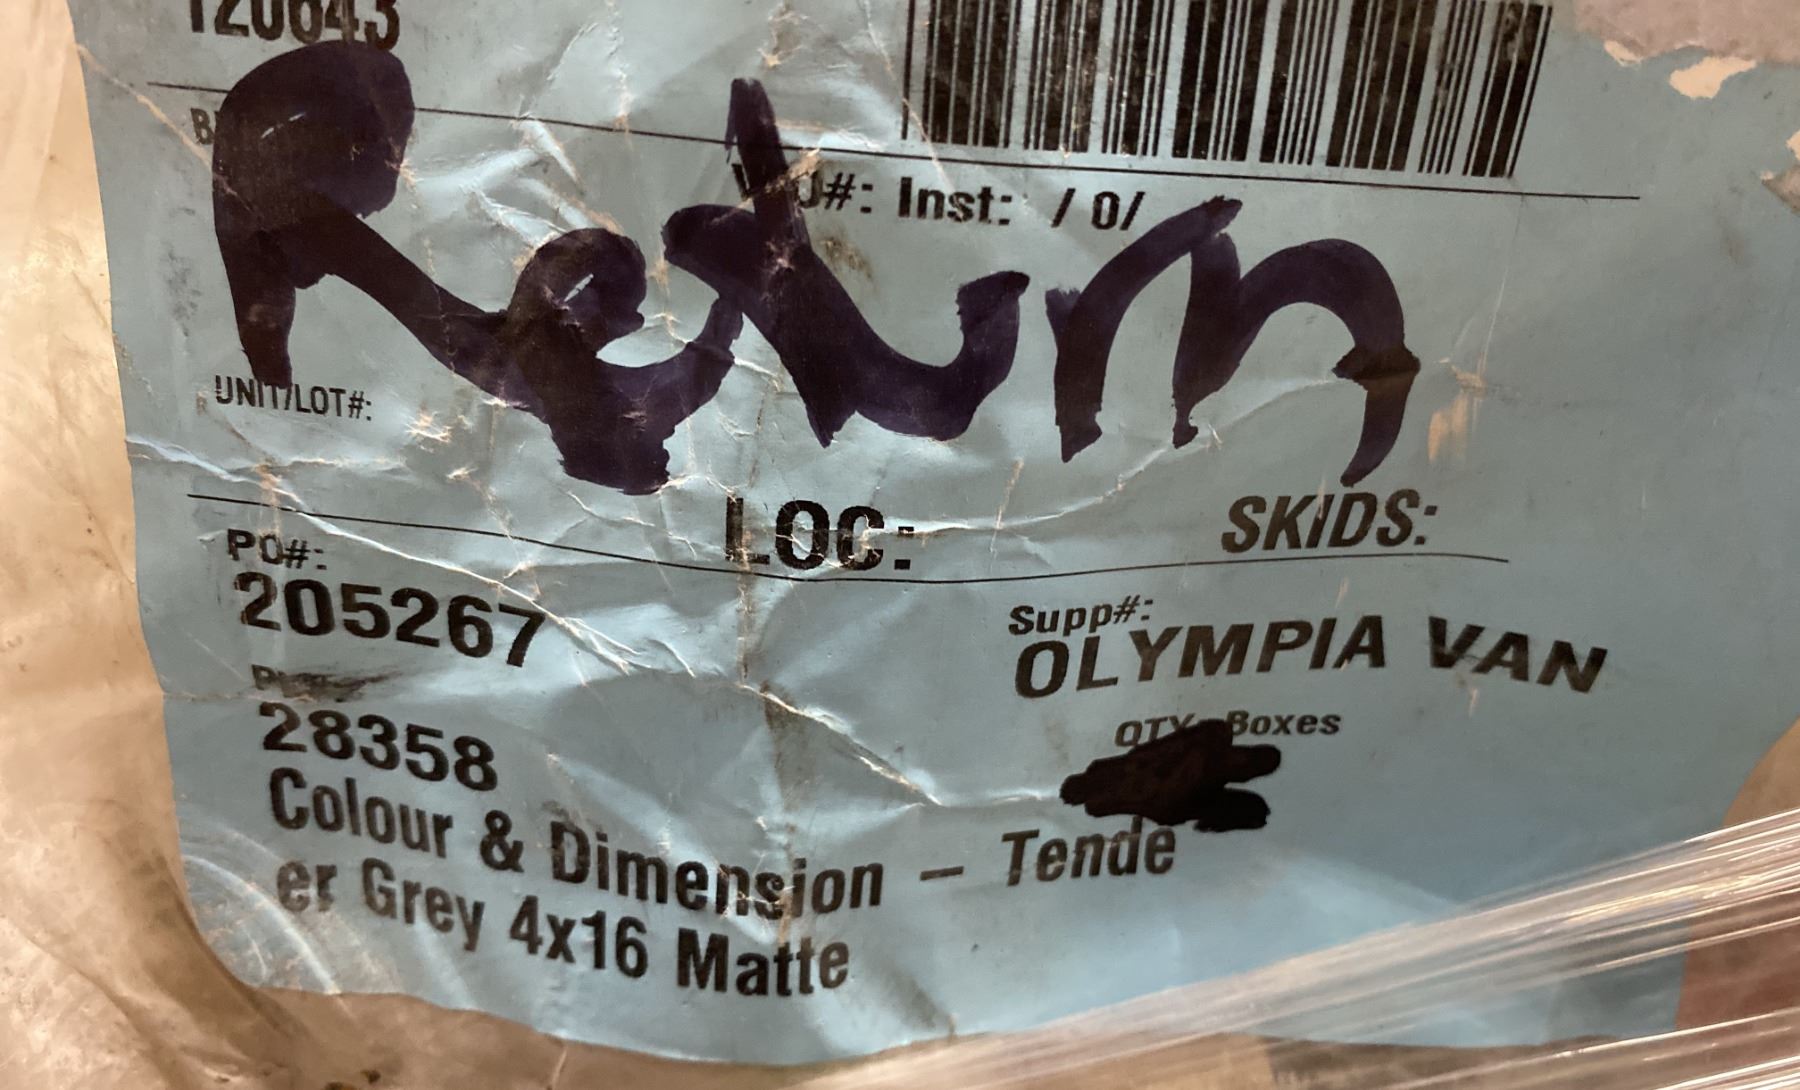 120643
Return
O#: Inst: / 0/
UNIT/LOT#:
LOC: SKIDS:
PO#:
205267
Supp#:
OLYMPIA VAN
28358
QTY Boxes
Colour & Dimension – Tende
er Grey 4x16 Matte